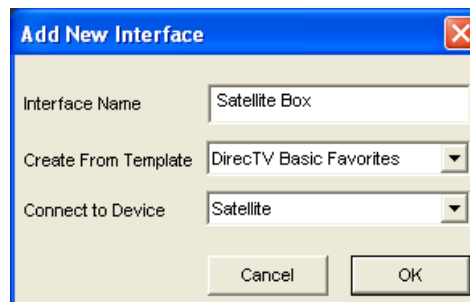 Add New Interface
Interface Name Satellite Box
Create From Template DirecTV Basic Favorites
Connect to Device Satellite
Cancel OK